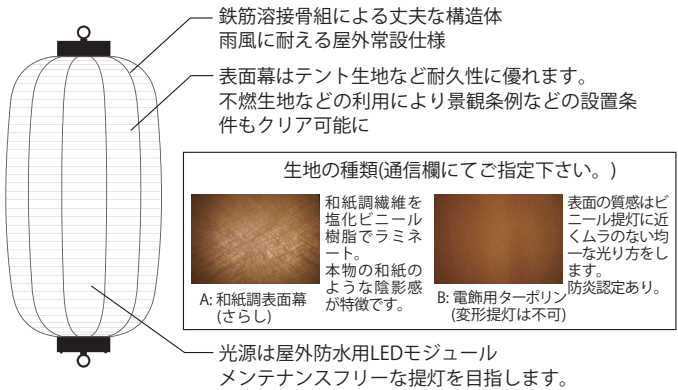 鉄筋溶接骨組による丈夫な構造体
雨風に耐える屋外常設仕様
表面幕はテント生地など耐久性に優れます。
不燃生地などの利用により景観条例などの設置条
件もクリア可能に
生地の種類(通信欄にてご指定下さい。)
和紙調繊維を
塩化ビニール
樹脂でラミネ
ート。
本物の和紙の
ような陰影感
が特徴です。
A: 和紙調表面幕
(さらし)
表面の質感はビ
ニール提灯に近
くムラのない均
一な光り方をし
ます。
防炎認定あり。
B: 電飾用ターポリン
(変形提灯は不可)
光源は屋外防水用LEDモジュール
メンテナンスフリーな提灯を目指します。